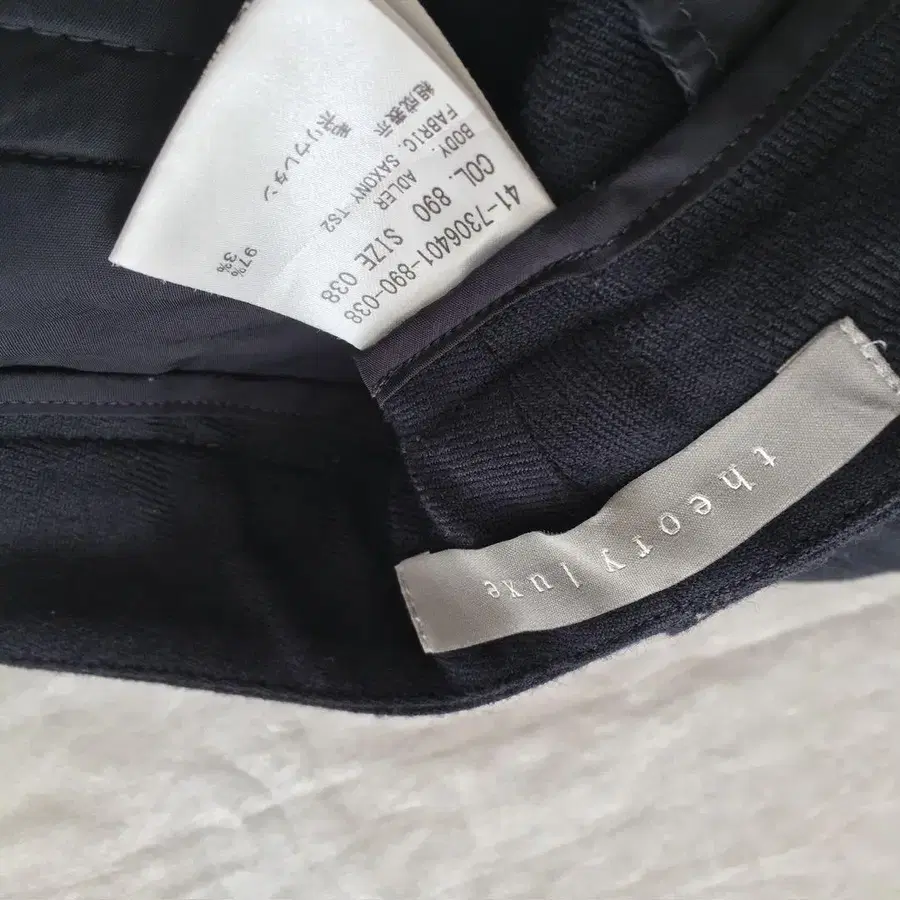 41-7306401-890-038
COL 890 SIZE 038
BODY ADLER
FABRIC. SAXONY-TS2
組成表示
毛 97%
ポリウレタン 3%
theory luxe